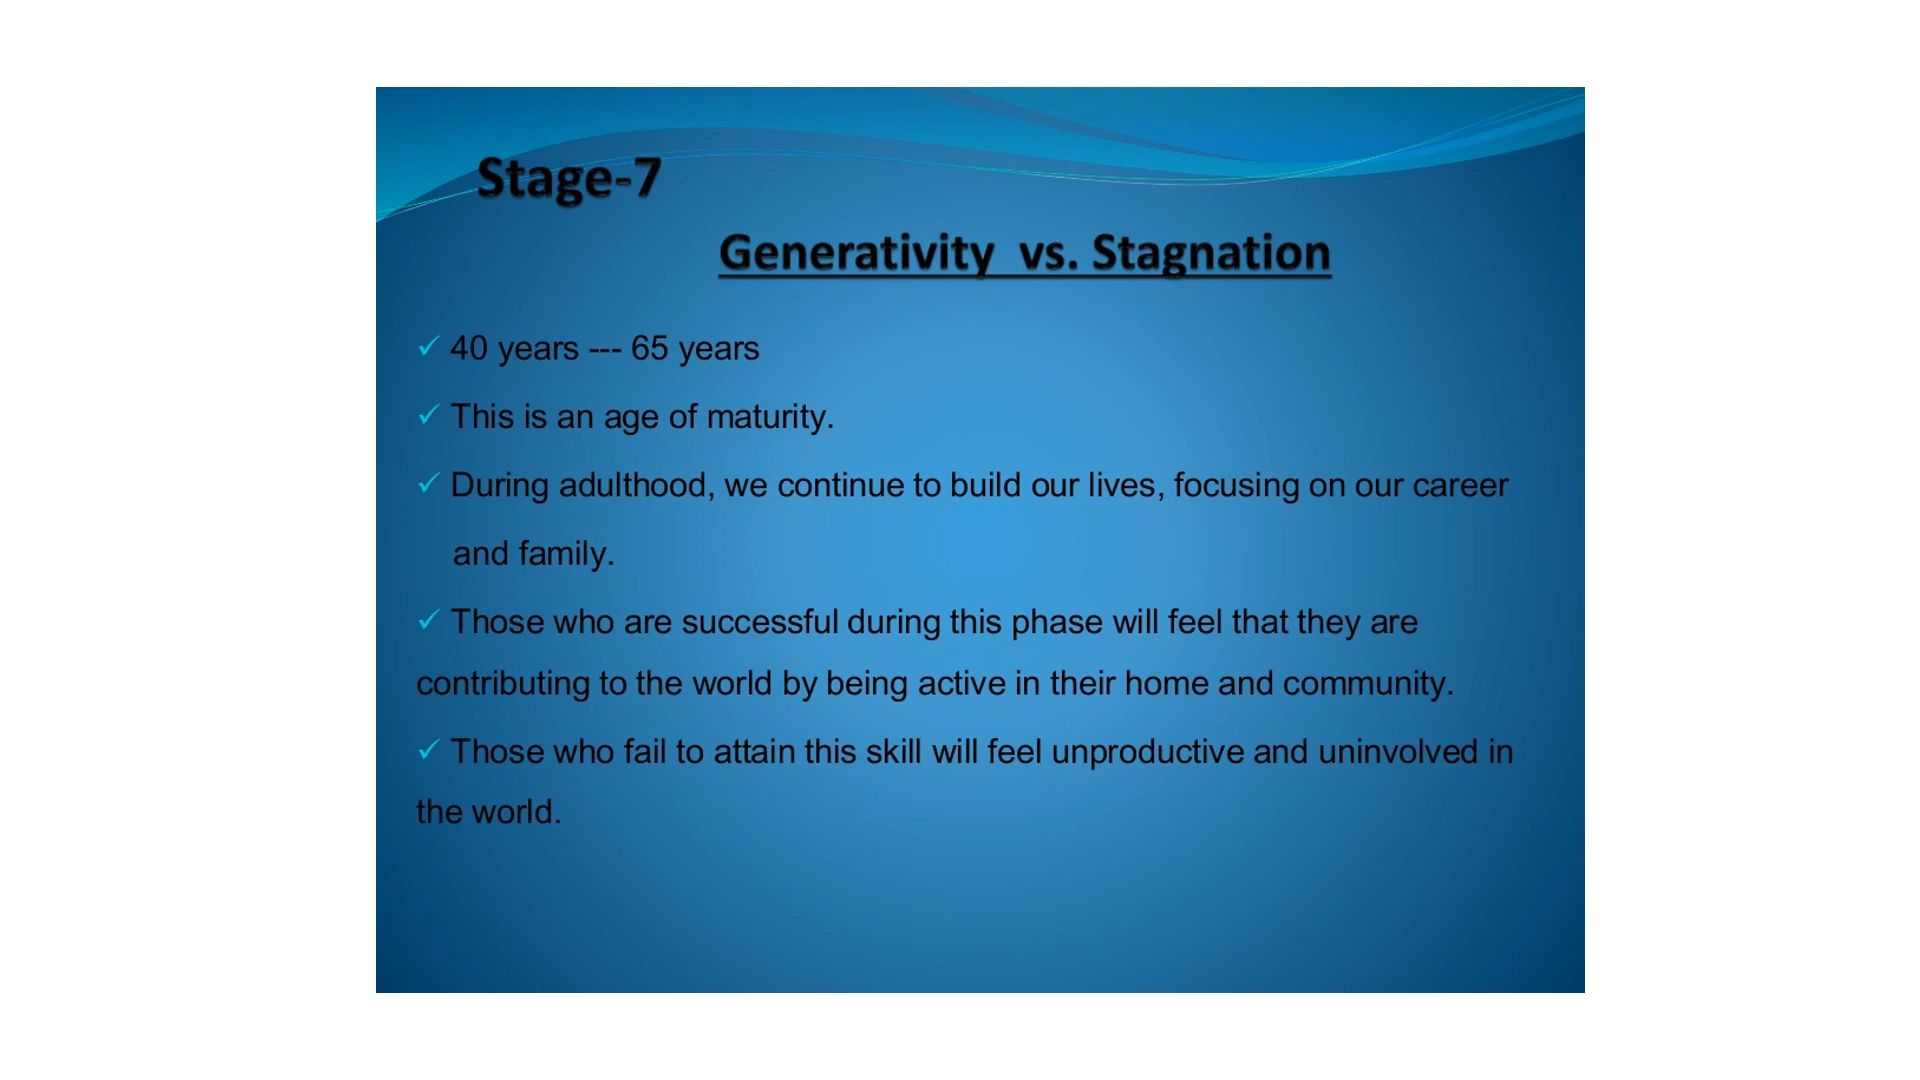 Stage-7
Generativity vs. Stagnation
✓ 40 years --- 65 years
✓ This is an age of maturity.
✓ During adulthood, we continue to build our lives, focusing on our career
and family.
✓ Those who are successful during this phase will feel that they are
contributing to the world by being active in their home and community.
✓ Those who fail to attain this skill will feel unproductive and uninvolved in
the world.